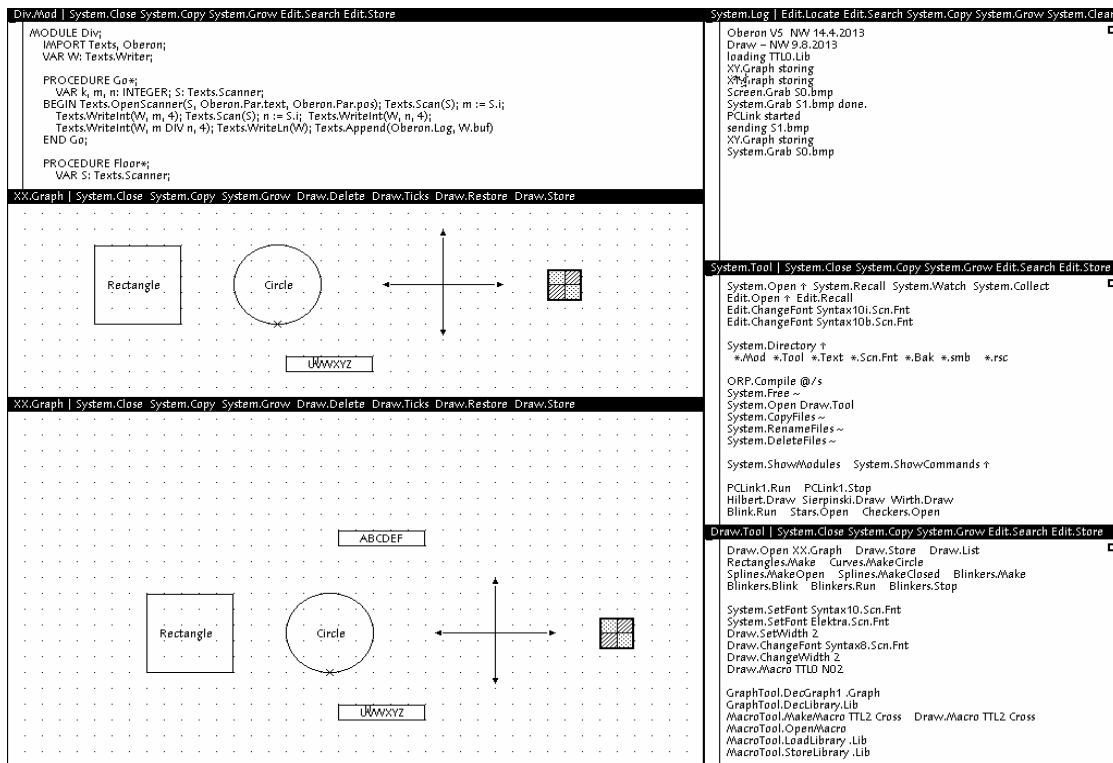 Div.Mod | System.Close System.Copy System.Grow Edit.Search Edit.Store
MODULE Div;
IMPORT Texts, Oberon;
VAR W: Texts.Writer;
PROCEDURE Go*;
VAR k, m, n: INTEGER; S: Texts.Scanner;
BEGIN Texts.OpenScanner(S, Oberon.Par.text, Oberon.Par.pos); Texts.Scan(S); m := S.i;
Texts.WriteInt(W, m, 4); Texts.Scan(S); n := S.i; Texts.WriteInt(W, n, 4);
Texts.WriteInt(W, m DIV n, 4); Texts.WriteLn(W); Texts.Append(Oberon.Log, W.buf)
END Go;
PROCEDURE Floor*;
VAR S: Texts.Scanner;
XX.Graph | System.Close System.Copy System.Grow Draw.Delete Draw.Ticks Draw.Restore Draw.Store
Rectangle
Circle
XX.Graph | System.Close System.Copy System.Grow Draw.Delete Draw.Ticks Draw.Restore Draw.Store
ABCDEF
Rectangle
Circle
System.Log | Edit.Locate Edit.Search System.Copy System.Grow System.Clear
Oberon V5 NW 14.4.2013
Draw – NW 9.8.2013
loading TTL0.Lib
XY.Graph storing
XY.Graph storing
Screen.Grab S0.bmp
System.Grab S1.bmp done.
PCLink started
sending S1.bmp
XY.Graph storing
System.Grab S0.bmp
System.Tool | System.Close System.Copy System.Grow Edit.Search Edit.Store
System.Open ↑ System.Recall System.Watch System.Collect
Edit.Open ↑ Edit.Recall
Edit.ChangeFont Syntax10i.Scn.Fnt
Edit.ChangeFont Syntax10b.Scn.Fnt
System.Directory ↑
*.Mod *.Tool *.Text *.Scn.Fnt *.Bak *.smb *.rsc
ORP.Compile @/s
System.Free ~
System.Open Draw.Tool
System.CopyFiles ~
System.RenameFiles ~
System.DeleteFiles ~
System.ShowModules System.ShowCommands ↑
PCLink1.Run PCLink1.Stop
Hilbert.Draw Sierpinski.Draw Wirth.Draw
Blink.Run Stars.Open Checkers.Open
Draw.Tool | System.Close System.Copy System.Grow Edit.Search Edit.Store
Draw.Open XX.Graph Draw.Store Draw.List
Rectangles.Make Curves.MakeCircle
Splines.MakeOpen Splines.MakeClosed Blinkers.Make
Blinkers.Blink Blinkers.Run Blinkers.Stop
System.SetFont Syntax10.Scn.Fnt
System.SetFont Elektra.Scn.Fnt
Draw.SetWidth 2
Draw.ChangeFont Syntax8.Scn.Fnt
Draw.ChangeWidth 2
Draw.Macro TTL0 N02
GraphTool.DecGraph1 .Graph
GraphTool.DecLibrary.Lib
MacroTool.MakeMacro TTL2 Cross Draw.Macro TTL2 Cross
MacroTool.OpenMacro
MacroTool.LoadLibrary .Lib
MacroTool.StoreLibrary .Lib